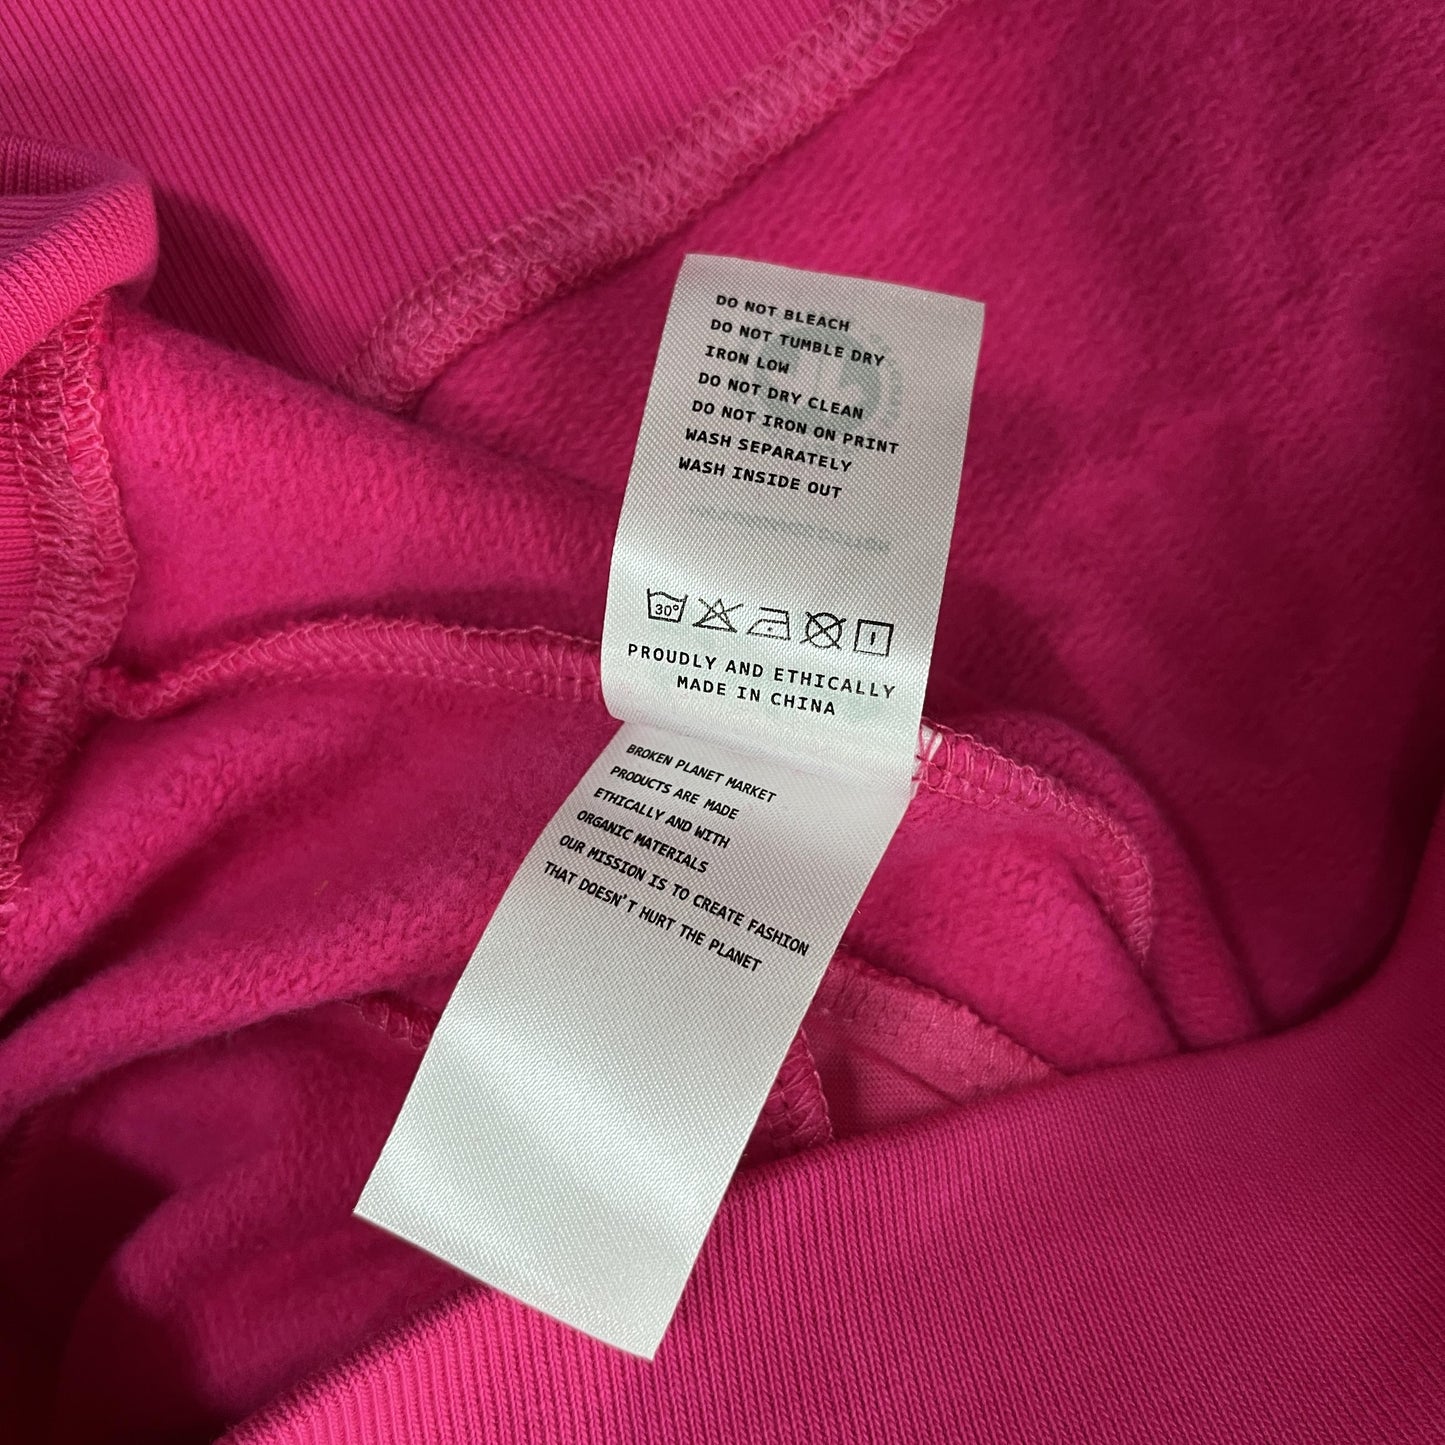 DO NOT BLEACH
DO NOT TUMBLE DRY
IRON LOW
DO NOT DRY CLEAN
DO NOT IRON ON PRINT
WASH SEPARATELY
WASH INSIDE OUT
30°
PROUDLY AND ETHICALLY
MADE IN CHINA
BROKEN PLANET MARKET
PRODUCTS ARE MADE
ETHICALLY AND WITH
ORGANIC MATERIALS
OUR MISSION IS TO CREATE FASHION
THAT DOESN'T HURT THE PLANET